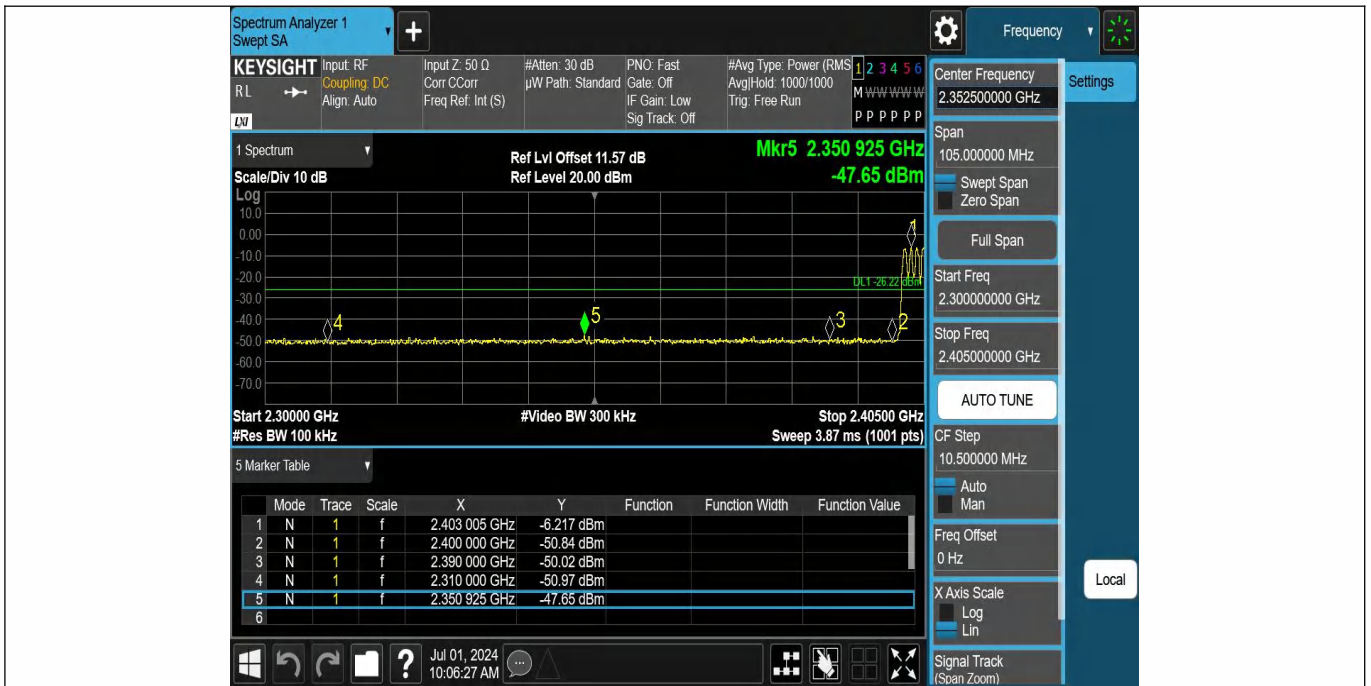 Spectrum Analyzer 1
Swept SA
+
Frequency
KEYSIGHT
RL
LXI
Input: RF
Coupling: DC
Align: Auto
Input Z: 50 Ω
Corr CCorr
Freq Ref: Int (S)
#Atten: 30 dB
µW Path: Standard
PNO: Fast
Gate: Off
IF Gain: Low
Sig Track: Off
#Avg Type: Power (RMS
Avg|Hold: 1000/1000
Trig: Free Run
1 2 3 4 5 6
M W W W W W
P P P P P P
1 Spectrum
Scale/Div 10 dB
Ref Lvl Offset 11.57 dB
Ref Level 20.00 dBm
Mkr5 2.350 925 GHz
-47.65 dBm
Log
10.0
0.00
-10.0
-20.0
-30.0
-40.0
-50.0
-60.0
-70.0
1
DL1 -26.22 dBm
4
5
3
2
Start 2.30000 GHz
#Video BW 300 kHz
Stop 2.40500 GHz
#Res BW 100 kHz
Sweep 3.87 ms (1001 pts)
5 Marker Table
Mode Trace Scale X Y Function Function Width Function Value
1 N 1 f 2.403 005 GHz -6.217 dBm
2 N 1 f 2.400 000 GHz -50.84 dBm
3 N 1 f 2.390 000 GHz -50.02 dBm
4 N 1 f 2.310 000 GHz -50.97 dBm
5 N 1 f 2.350 925 GHz -47.65 dBm
6
Jul 01, 2024
10:06:27 AM
?
Center Frequency
2.352500000 GHz
Settings
Span
105.000000 MHz
Swept Span
Zero Span
Full Span
Start Freq
2.300000000 GHz
Stop Freq
2.405000000 GHz
AUTO TUNE
CF Step
10.500000 MHz
Auto
Man
Freq Offset
0 Hz
X Axis Scale
Log
Lin
Local
Signal Track
(Span Zoom)